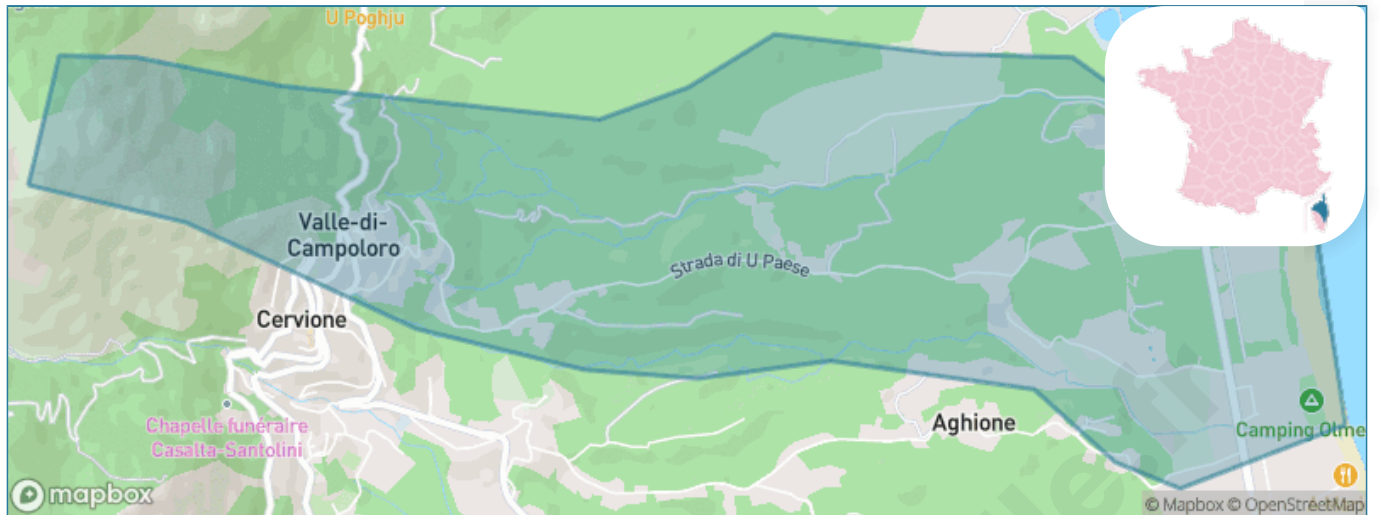 U Poghju
Valle-di-
Campoloro
Strada di U Paese
Cervione
Chapelle funéraire
Casalta-Santolini
Aghione
Camping Olme
mapbox
© Mapbox © OpenStreetMap